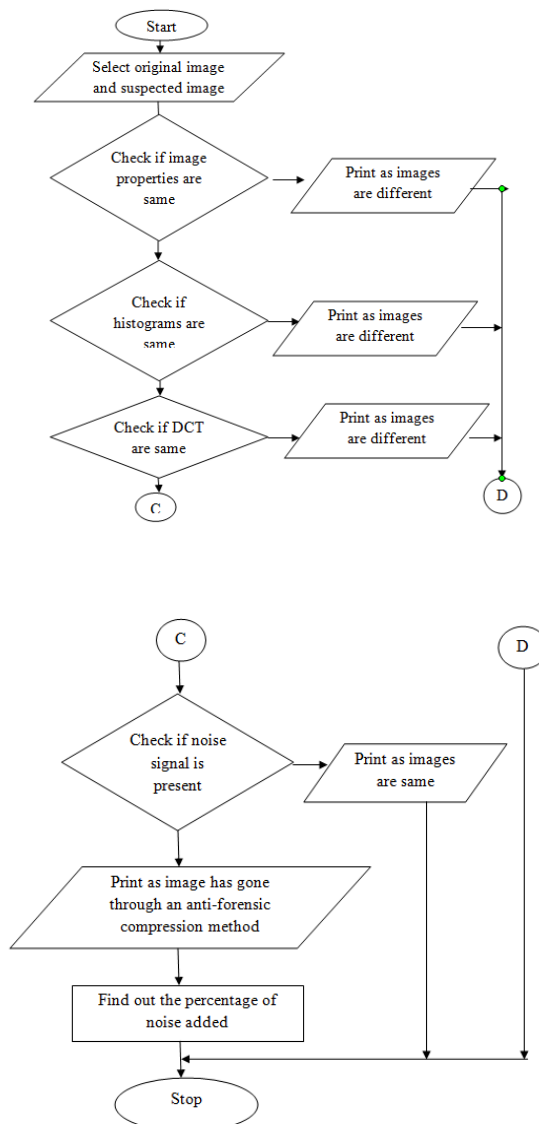 Start
Select original image
and suspected image
Check if image
properties are
same
Print as images
are different
Check if
histograms are
same
Print as images
are different
Check if DCT
are same
Print as images
are different
C
D
C
D
Check if noise
signal is
present
Print as images
are same
Print as image has gone
through an anti-forensic
compression method
Find out the percentage of
noise added
Stop